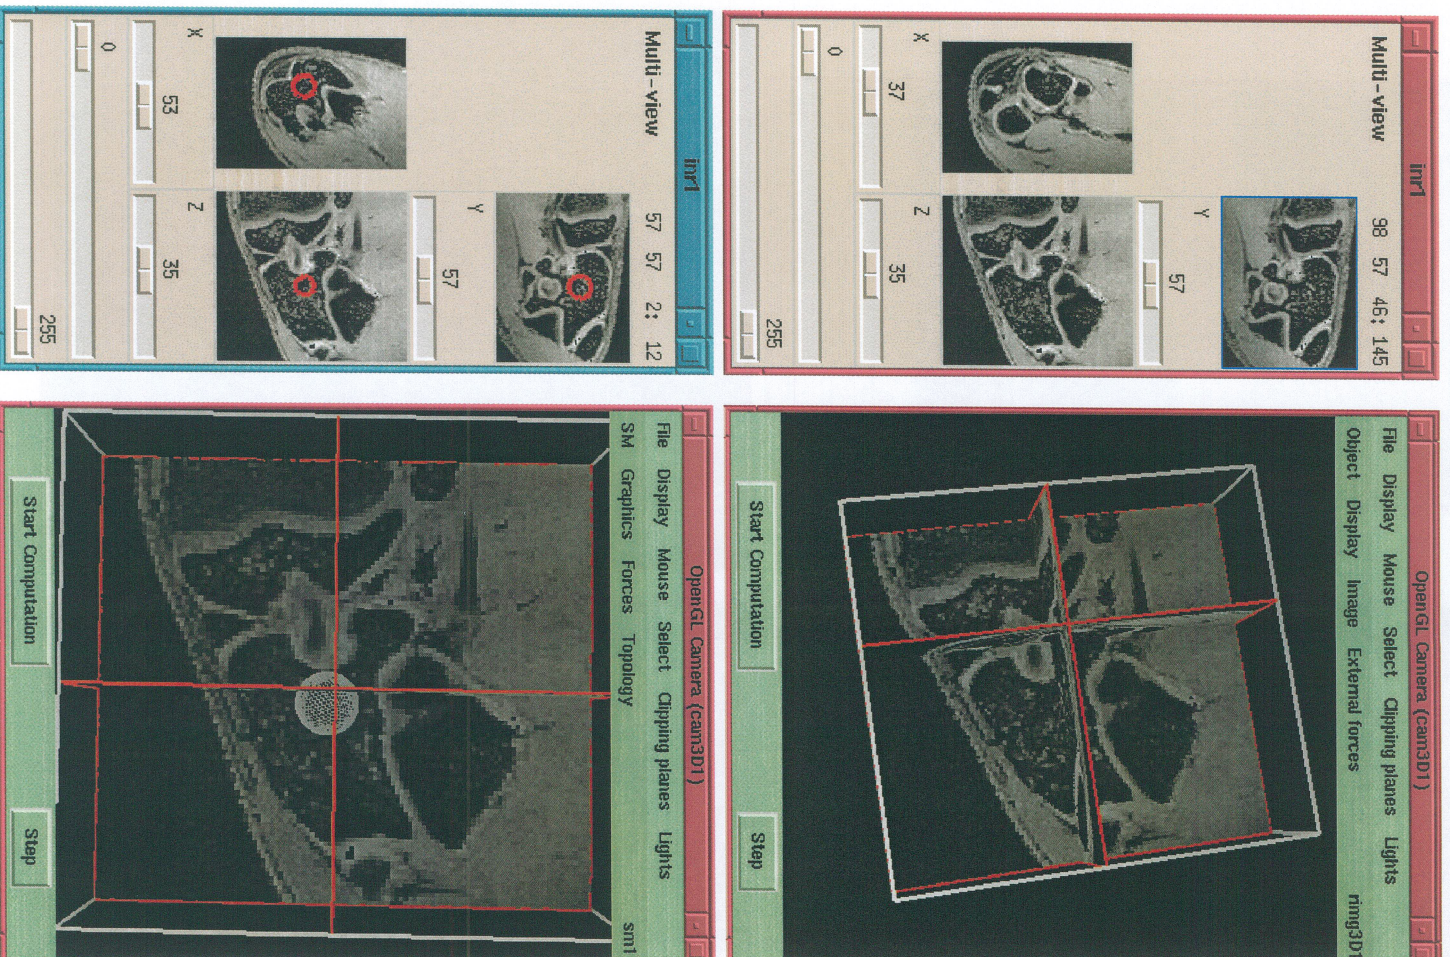 inr1
Multi-view 98 57 46: 145
Y
57
X
37
Z
35
0
255
OpenGL Camera (cam3D1)
File Display Mouse Select Clipping planes Lights
Object Display Image External forces rimg3D1
Start Computation Step
inr1
Multi-view 57 57 2: 12
Y
57
X
53
Z
35
0
255
OpenGL Camera (cam3D1)
File Display Mouse Select Clipping planes Lights
SM Graphics Forces Topology sm1
Start Computation Step